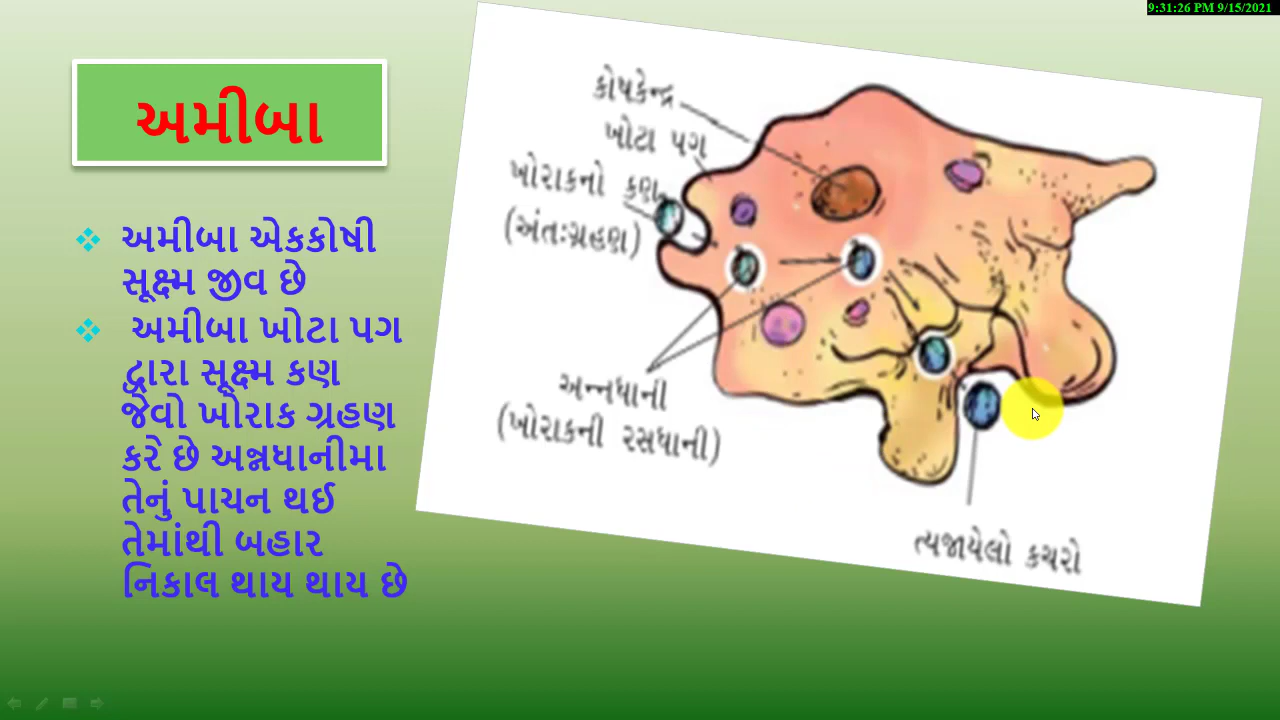 9:31:26 PM 9/15/2021
અમીબા
અમીબા એકકોષી
સૂક્ષ્મ જીવ છે
અમીબા ખોટા પગ
દ્વારા સૂક્ષ્મ કણ
જેવો ખોરાક ગ્રહણ
કરે છે અન્નધાનીમા
તેનું પાચન થઈ
તેમાંથી બહાર
નિકાલ થાય થાય છે
કોષકેન્દ્ર
ખોટા પગ
ખોરાકનો કણ
(અંતઃગ્રહણ)
અન્નધાની
(ખોરાકની રસધાની)
ત્યજાયેલો કચરો